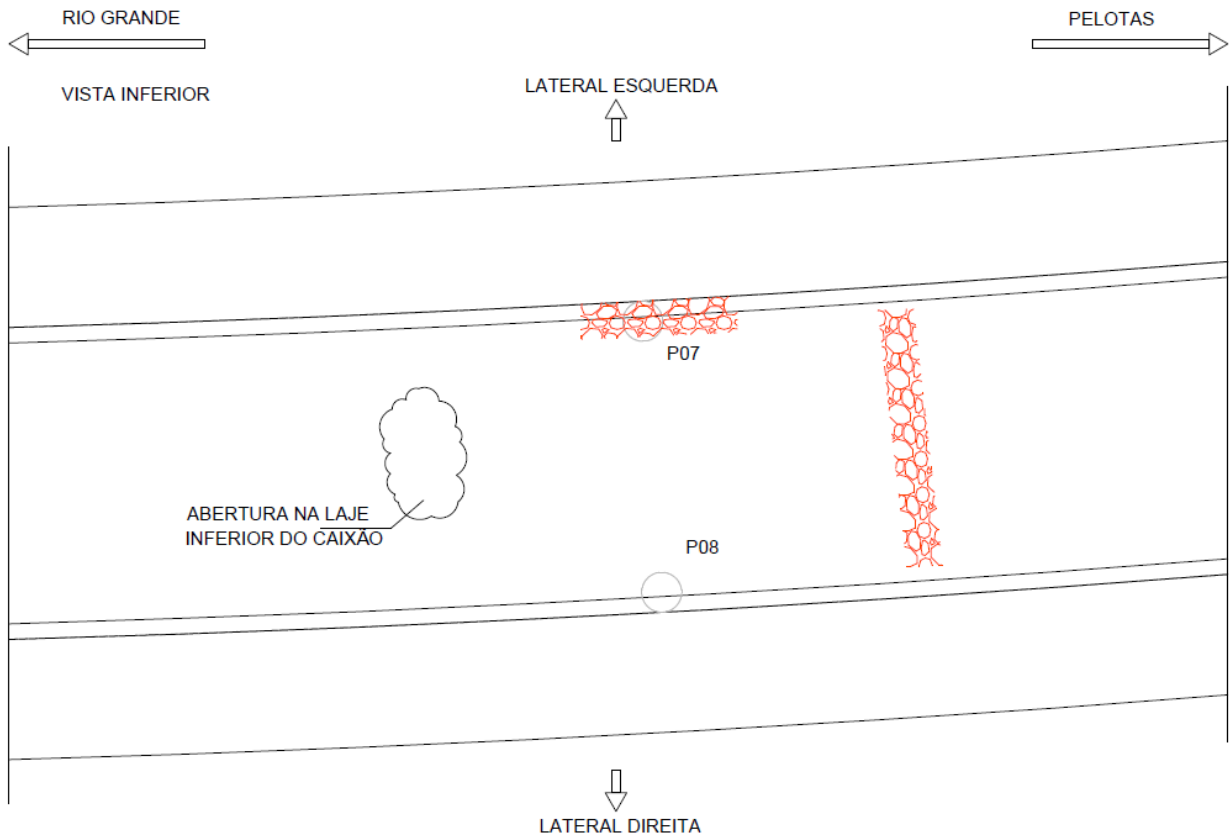 RIO GRANDE
PELOTAS
VISTA INFERIOR
LATERAL ESQUERDA
P07
ABERTURA NA LAJE
INFERIOR DO CAIXÃO
P08
LATERAL DIREITA